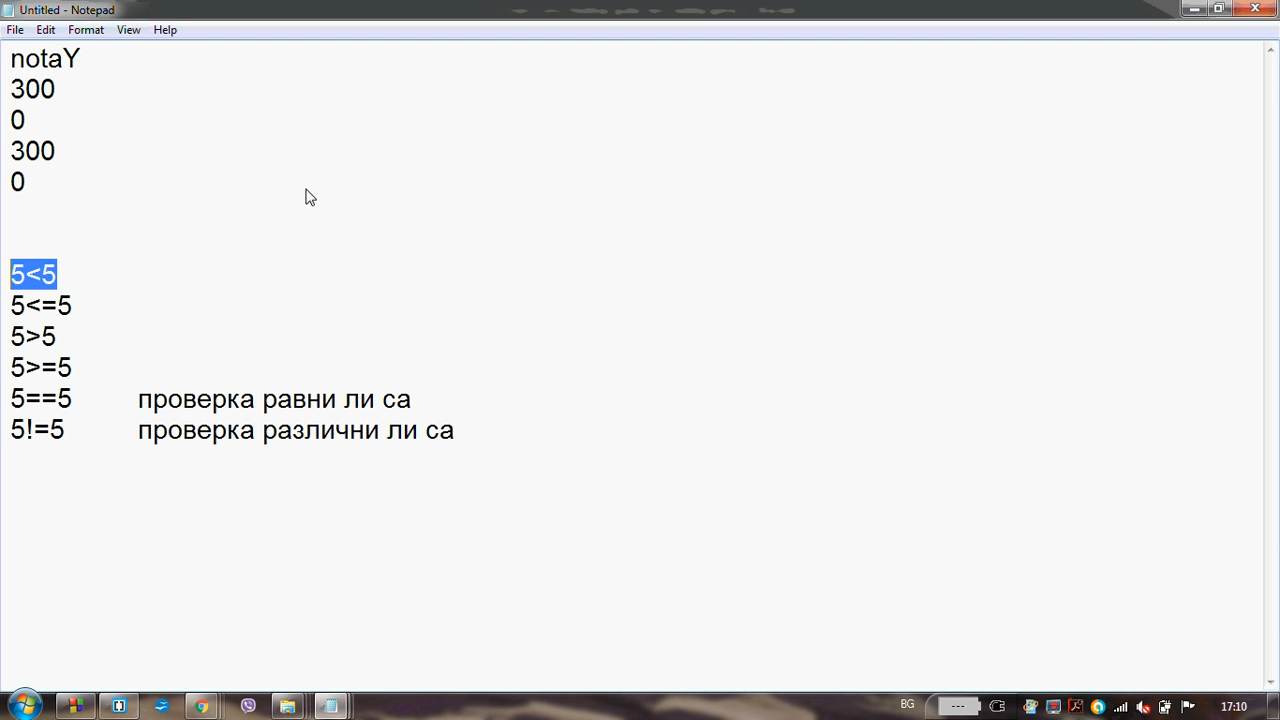 Untitled - Notepad
File Edit Format View Help
notaY
300
0
300
0
5<5
5<=5
5>5
5>=5
5==5 проверка равни ли са
5!=5 проверка различни ли са
BG --- 17:10